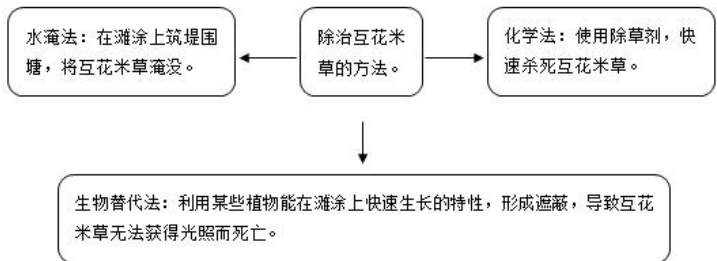 水淹法：在滩涂上筑堤围
塘，将互花米草淹没。
除治互花米
草的方法。
化学法：使用除草剂，快
速杀死互花米草。
生物替代法：利用某些植物能在滩涂上快速生长的特性，形成遮蔽，导致互花
米草无法获得光照而死亡。